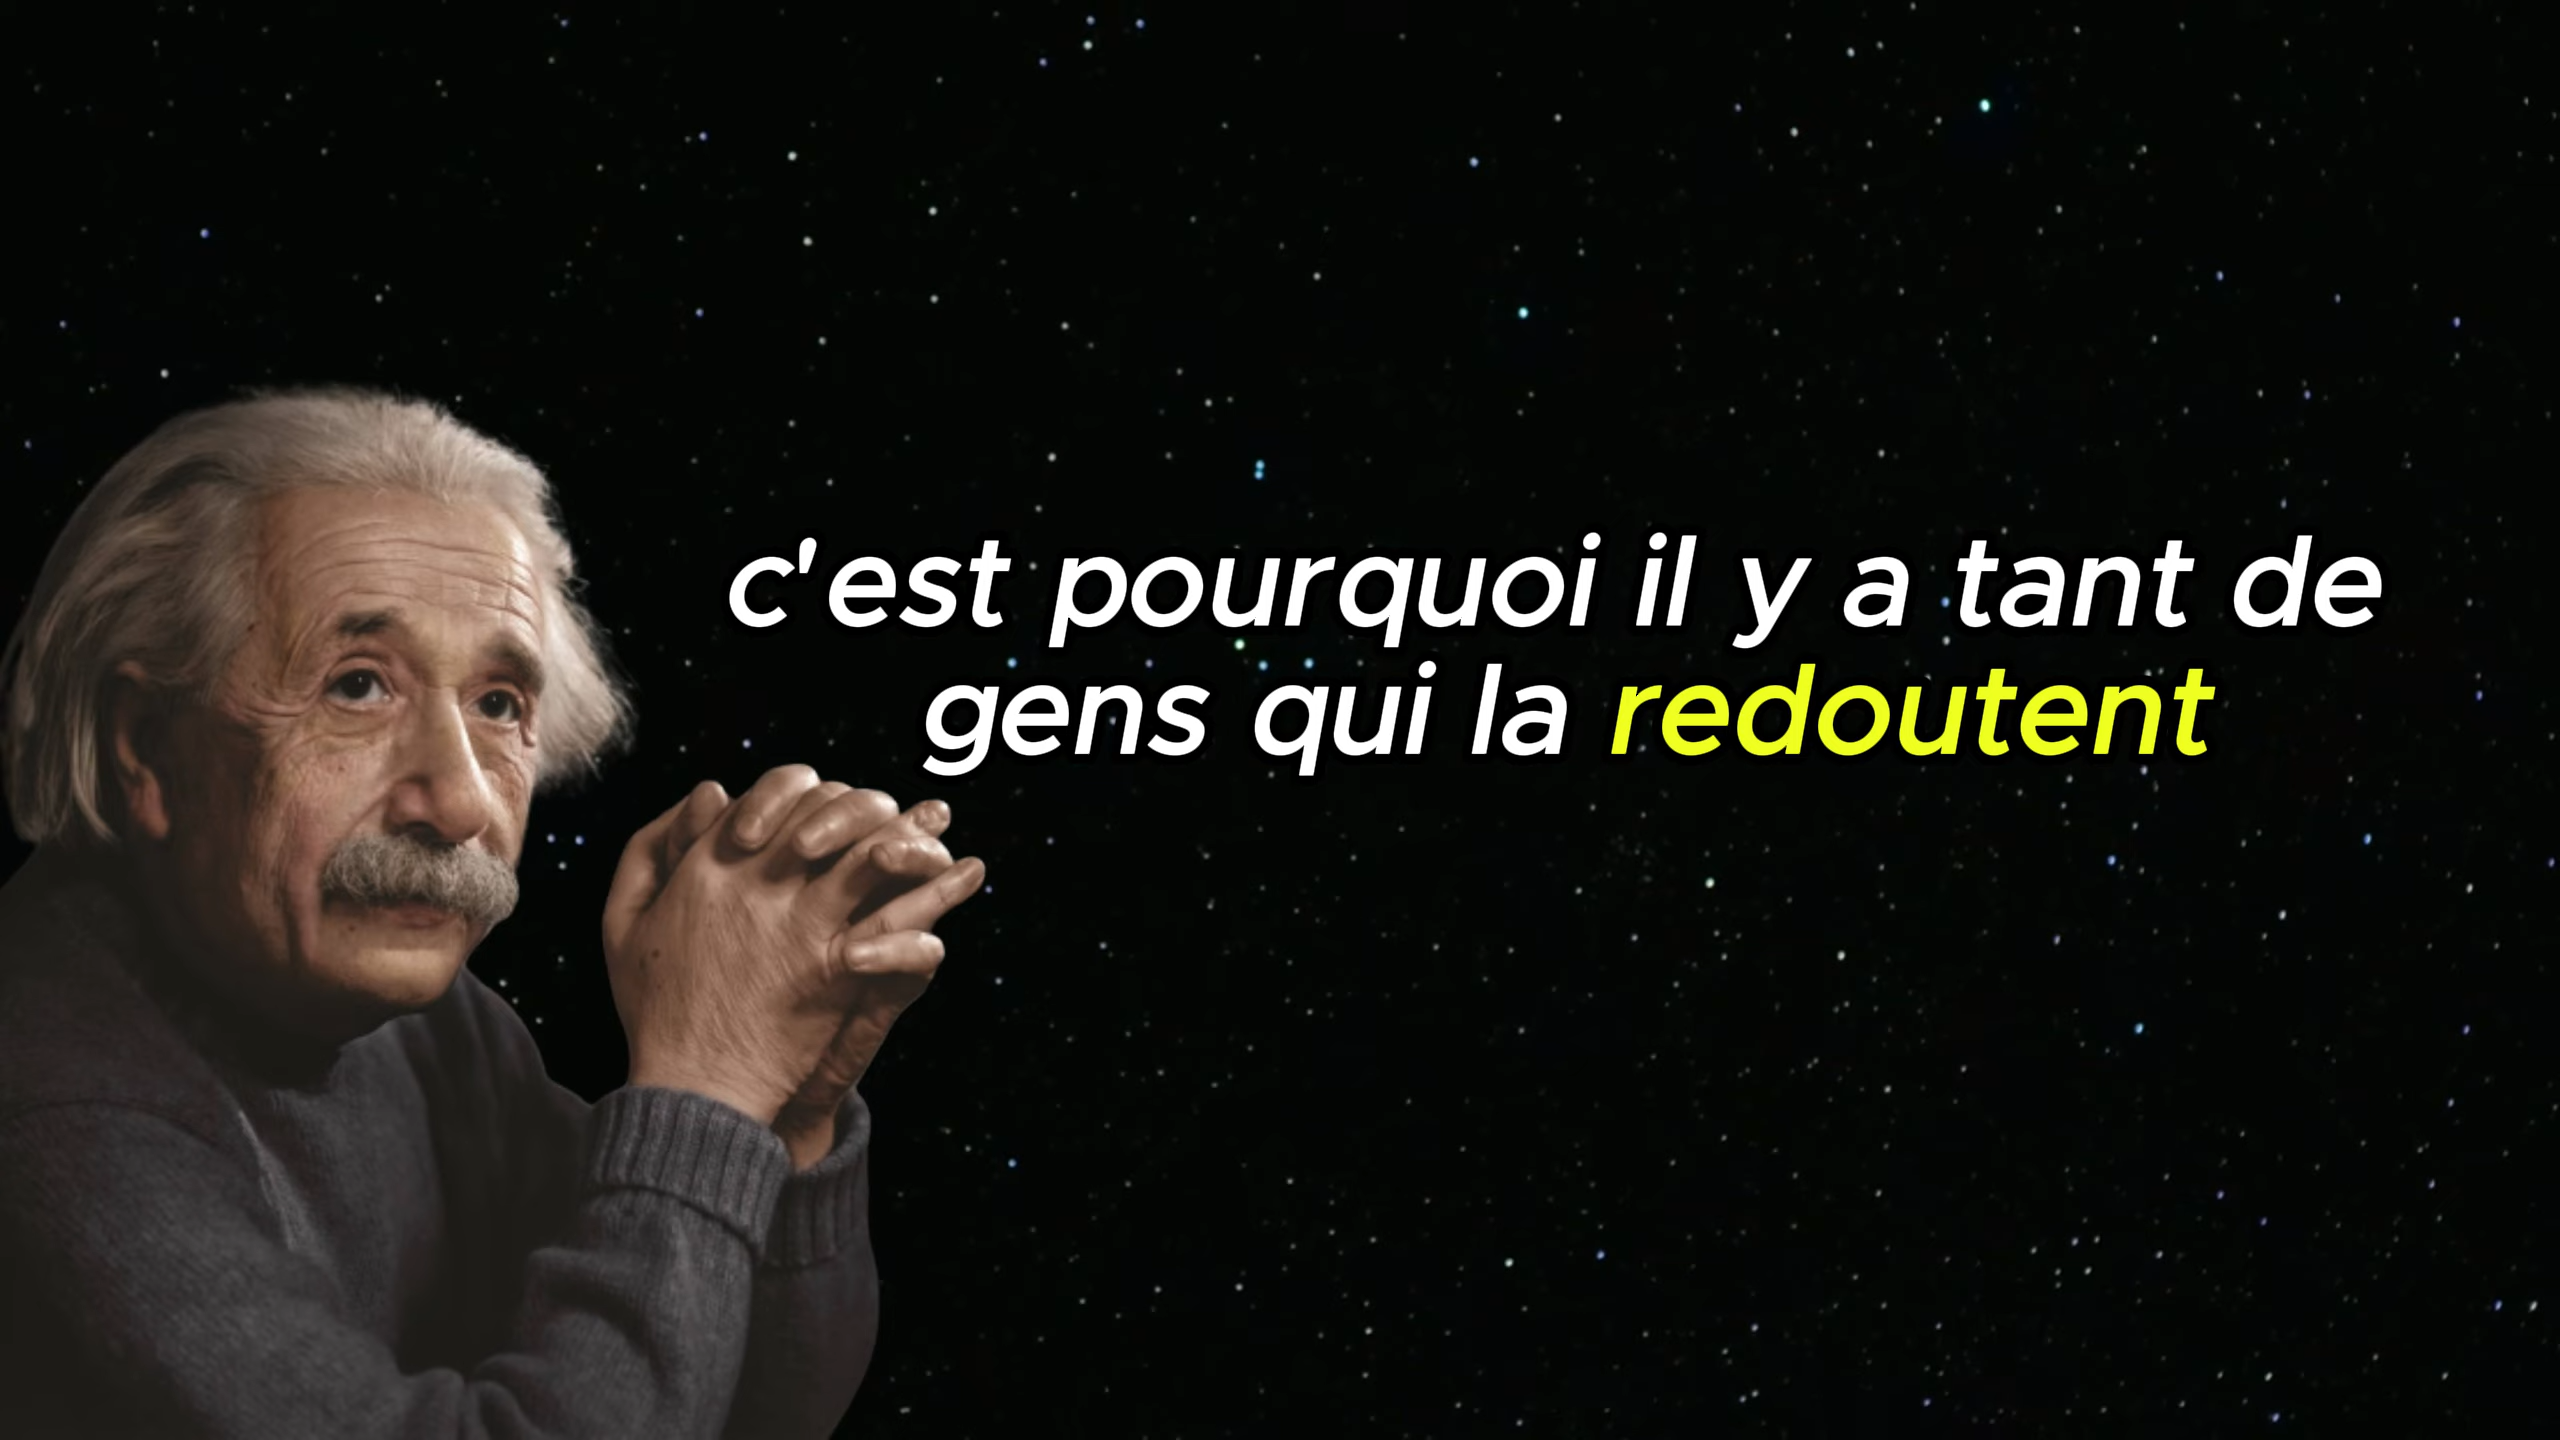 c'est pourquoi il y a tant de
gens qui la redoutent